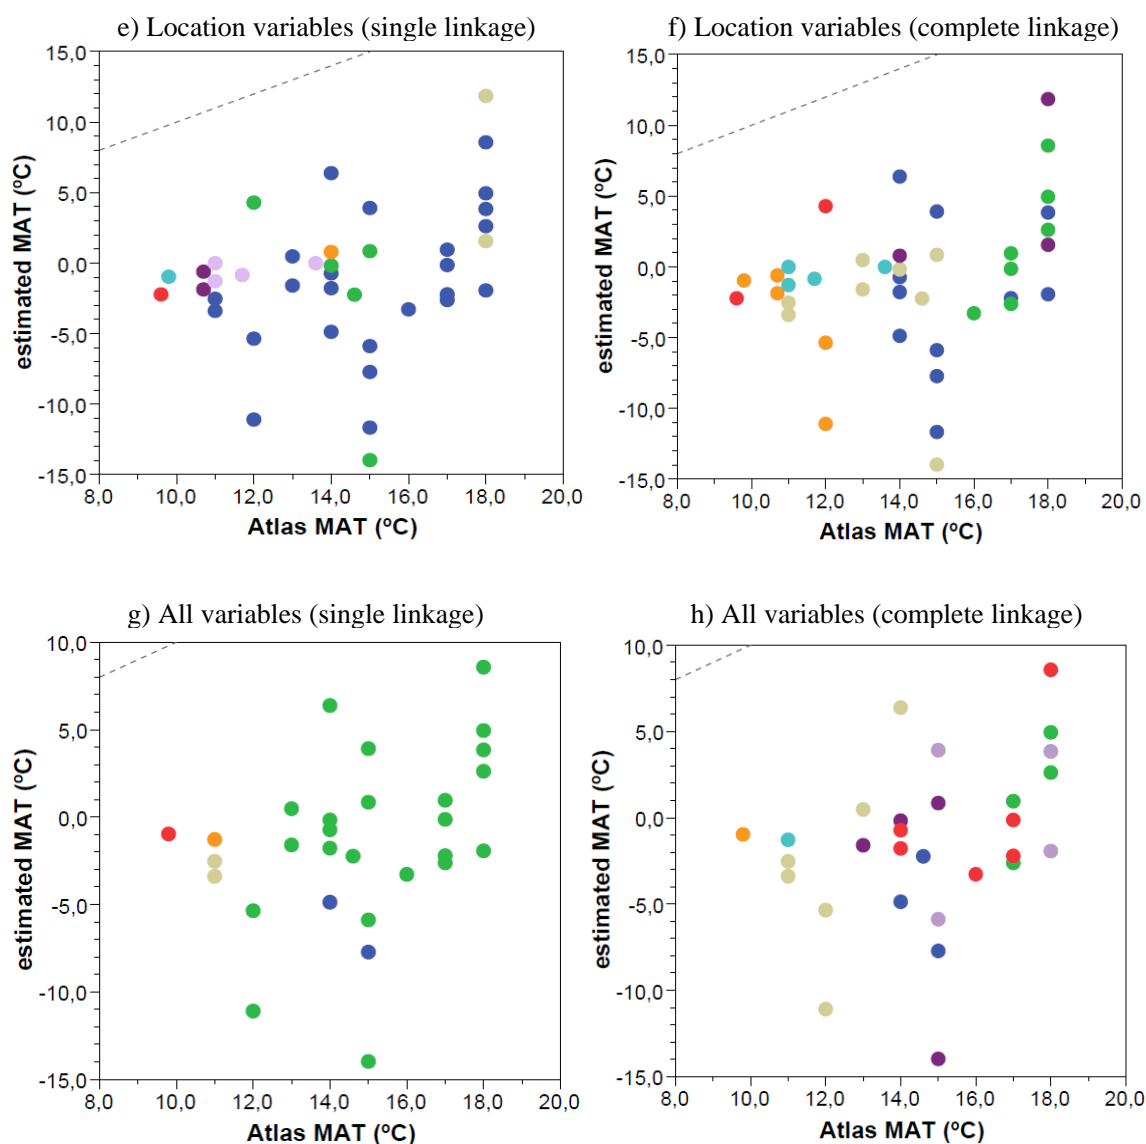 e) Location variables (single linkage)
15,0
10,0
5,0
0,0
-5,0
-10,0
-15,0
estimated MAT (ºC)
8,0 10,0 12,0 14,0 16,0 18,0 20,0
Atlas MAT (ºC)
f) Location variables (complete linkage)
15,0
10,0
5,0
0,0
-5,0
-10,0
-15,0
estimated MAT (ºC)
8,0 10,0 12,0 14,0 16,0 18,0 20,0
Atlas MAT (ºC)
g) All variables (single linkage)
10,0
5,0
0,0
-5,0
-10,0
-15,0
estimated MAT (ºC)
8,0 10,0 12,0 14,0 16,0 18,0 20,0
Atlas MAT (ºC)
h) All variables (complete linkage)
10,0
5,0
0,0
-5,0
-10,0
-15,0
estimated MAT (ºC)
8,0 10,0 12,0 14,0 16,0 18,0 20,0
Atlas MAT (ºC)